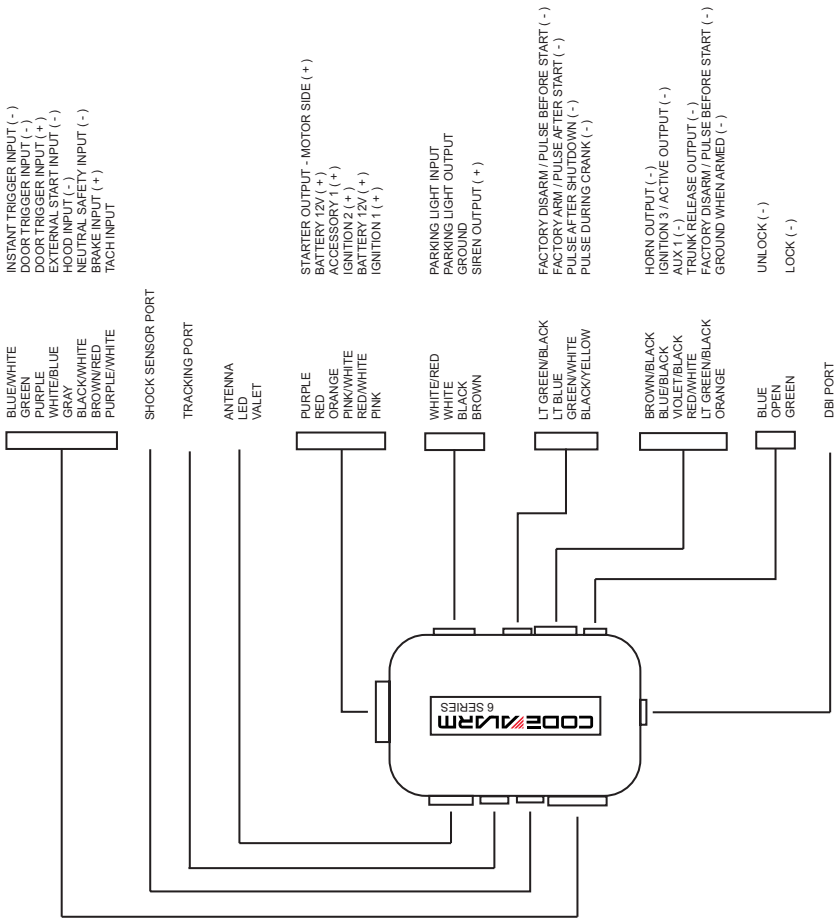 BLUE/WHITE INSTANT TRIGGER INPUT ( - )
GREEN DOOR TRIGGER INPUT ( - )
PURPLE DOOR TRIGGER INPUT ( + )
WHITE/BLUE EXTERNAL START INPUT ( - )
GRAY HOOD INPUT ( - )
BLACK/WHITE NEUTRAL SAFETY INPUT ( - )
BROWN/RED BRAKE INPUT ( + )
PURPLE/WHITE TACH INPUT
SHOCK SENSOR PORT
TRACKING PORT
ANTENNA
LED
VALET
PURPLE STARTER OUTPUT - MOTOR SIDE ( + )
RED BATTERY 12V ( + )
ORANGE ACCESSORY 1 ( + )
PINK/WHITE IGNITION 2 ( + )
RED/WHITE BATTERY 12V ( + )
PINK IGNITION 1 ( + )
WHITE/RED PARKING LIGHT INPUT
WHITE PARKING LIGHT OUTPUT
BLACK GROUND
BROWN SIREN OUTPUT ( + )
LT GREEN/BLACK FACTORY DISARM / PULSE BEFORE START ( - )
LT BLUE FACTORY ARM / PULSE AFTER START ( - )
GREEN/WHITE PULSE AFTER SHUTDOWN ( - )
BLACK/YELLOW PULSE DURING CRANK ( - )
BROWN/BLACK HORN OUTPUT ( - )
BLUE/BLACK IGNITION 3 / ACTIVE OUTPUT ( - )
VIOLET/BLACK AUX 1 ( - )
RED/WHITE TRUNK RELEASE OUTPUT ( - )
LT GREEN/BLACK FACTORY DISARM / PULSE BEFORE START ( - )
ORANGE GROUND WHEN ARMED ( - )
BLUE UNLOCK ( - )
OPEN
GREEN LOCK ( - )
DBI PORT
CODE ALARM
6 SERIES